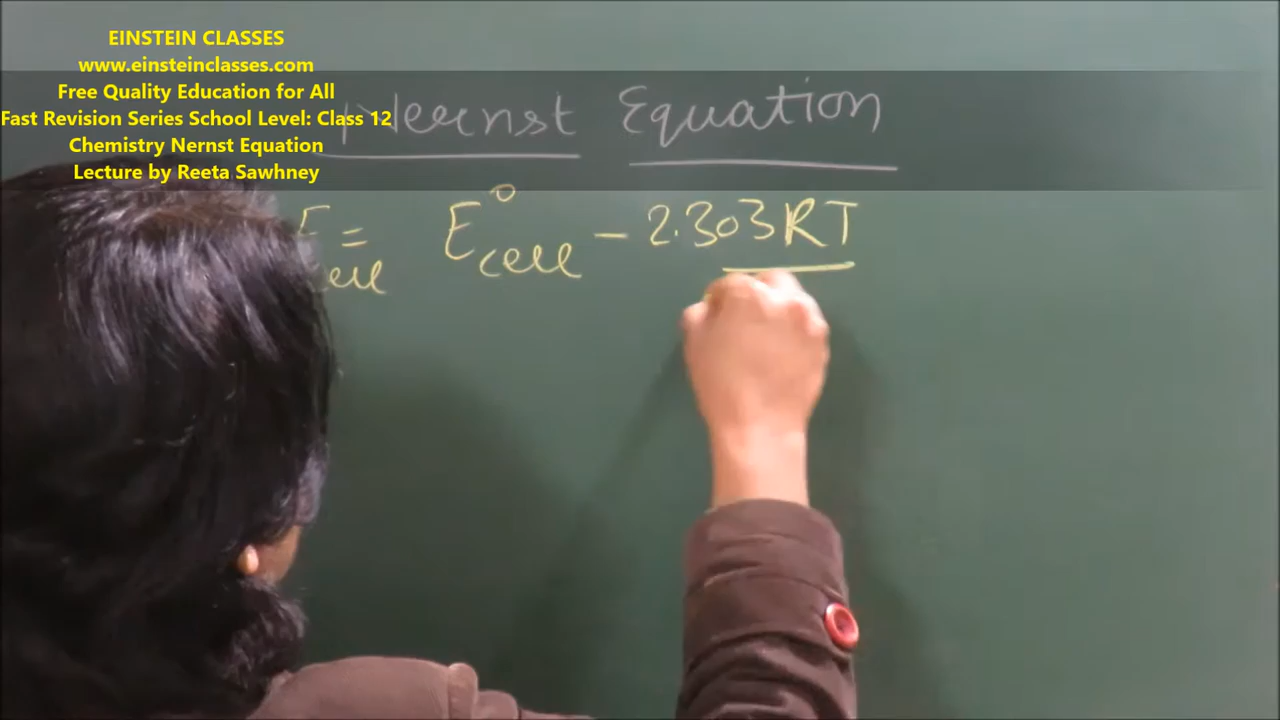 EINSTEIN CLASSES
www.einsteinclasses.com
Free Quality Education for All
Fast Revision Series School Level: Class 12
Chemistry Nernst Equation
Lecture by Reeta Sawhney
Nernst Equation
E cell = E° cell - 2.303RT